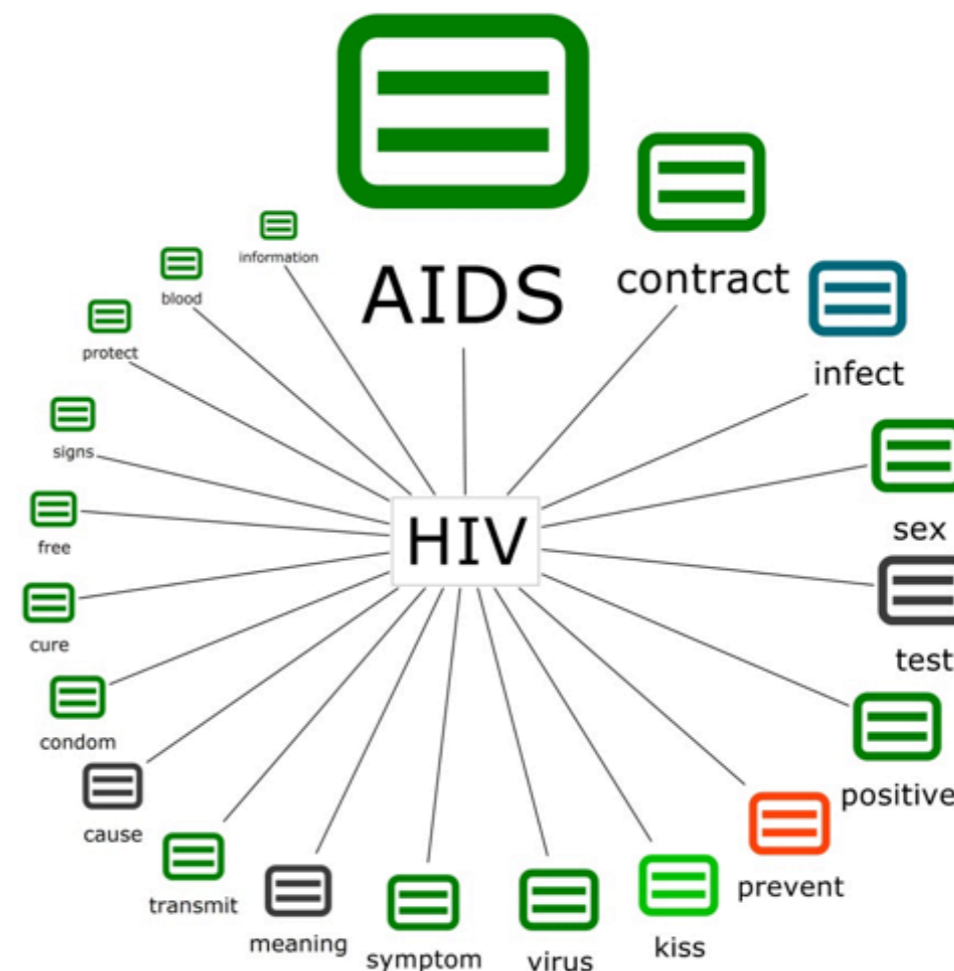 AIDS
contract
infect
sex
test
positive
prevent
kiss
virus
symptom
meaning
transmit
cause
condom
cure
free
signs
protect
blood
information
HIV